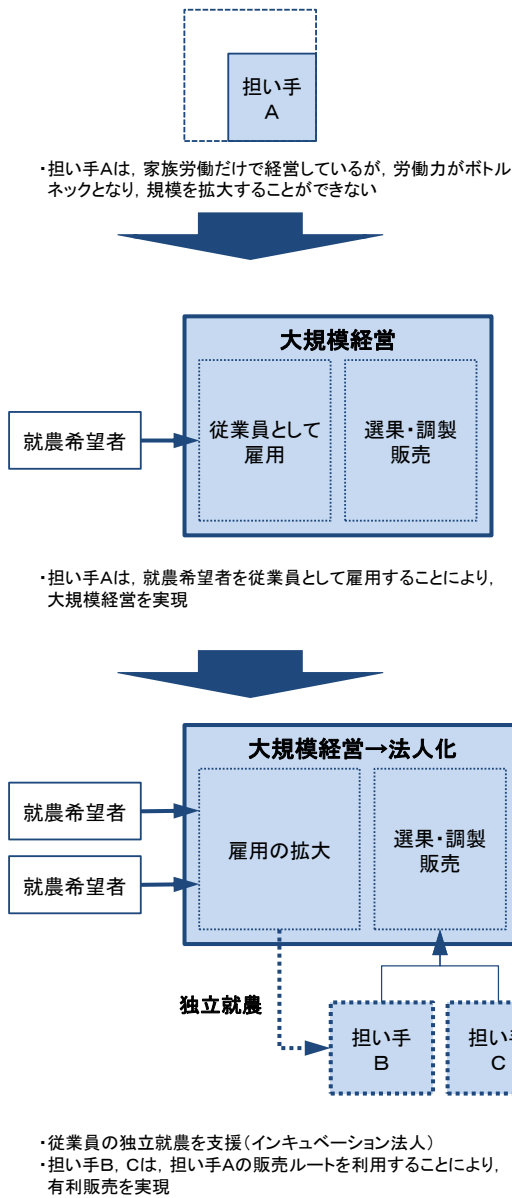 担い手
A
・担い手Aは，家族労働だけで経営しているが，労働力がボトル
ネックとなり，規模を拡大することができない
大規模経営
就農希望者
従業員として
雇用
選果・調製
販売
・担い手Aは，就農希望者を従業員として雇用することにより，
大規模経営を実現
大規模経営→法人化
就農希望者
就農希望者
雇用の拡大
選果・調製
販売
独立就農
担い手
B
担い手
C
・従業員の独立就農を支援（インキュベーション法人）
・担い手B，Cは，担い手Aの販売ルートを利用することにより，
有利販売を実現